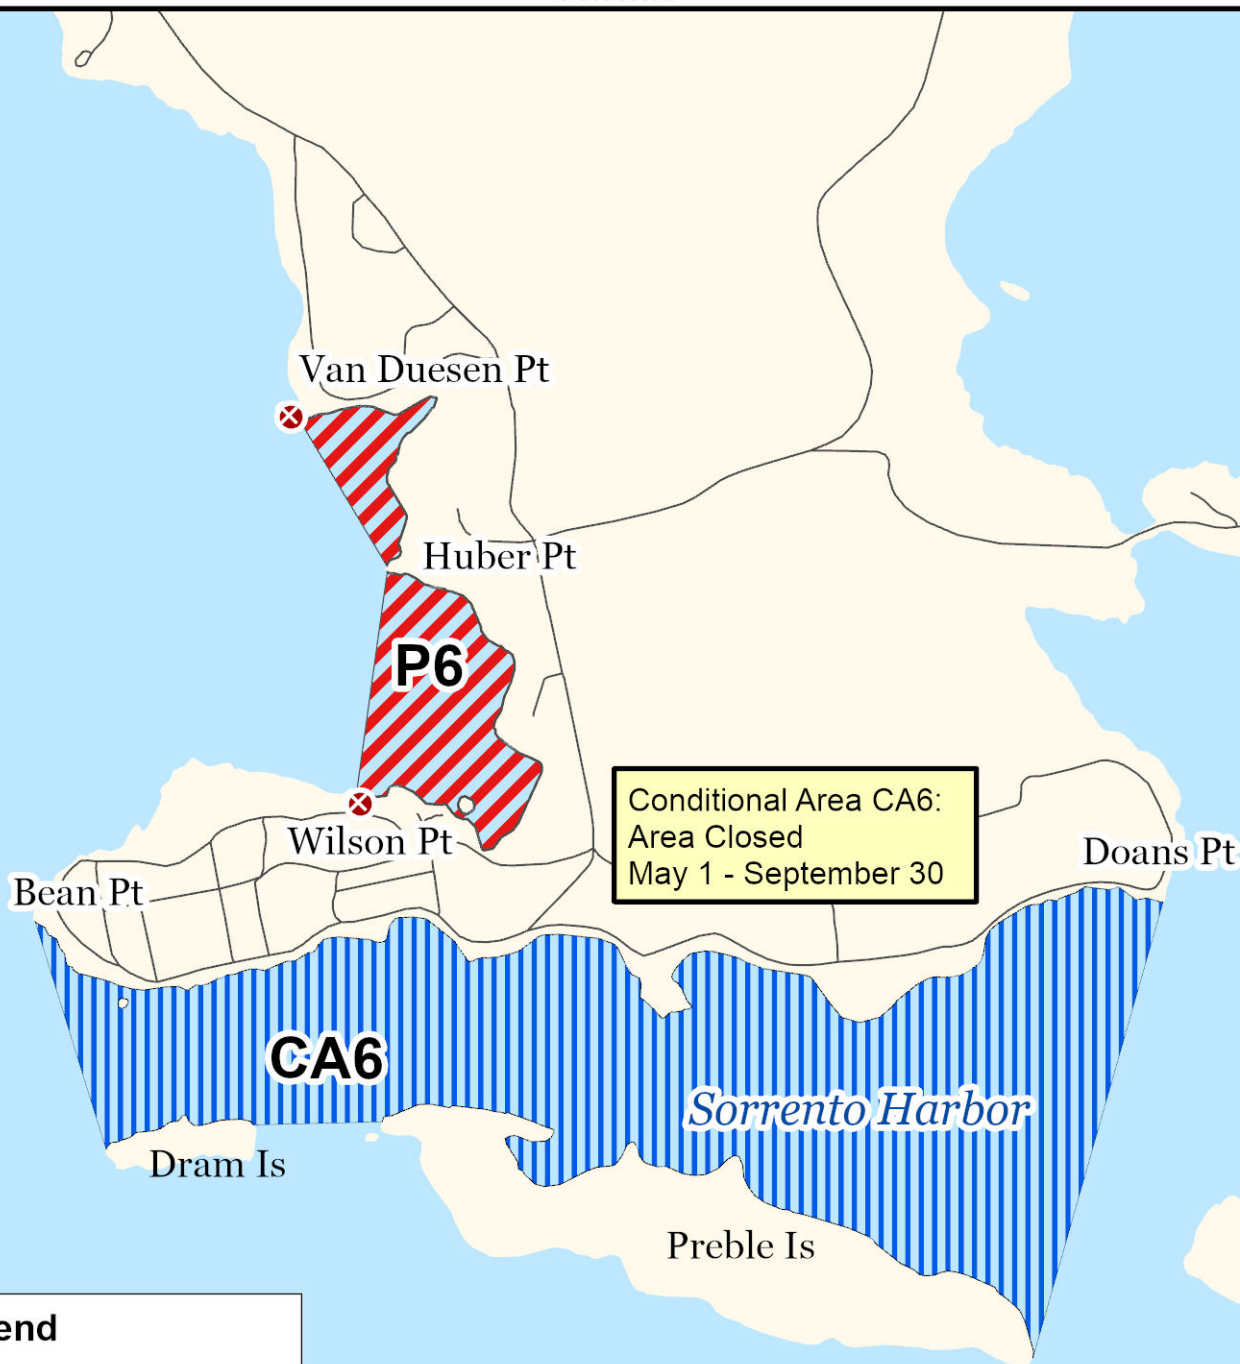 Van Duesen Pt
Huber Pt
P6
Conditional Area CA6:
Area Closed
May 1 - September 30
Wilson Pt
Doans Pt
Bean Pt
CA6
Sorrento Harbor
Dram Is
Preble Is
end